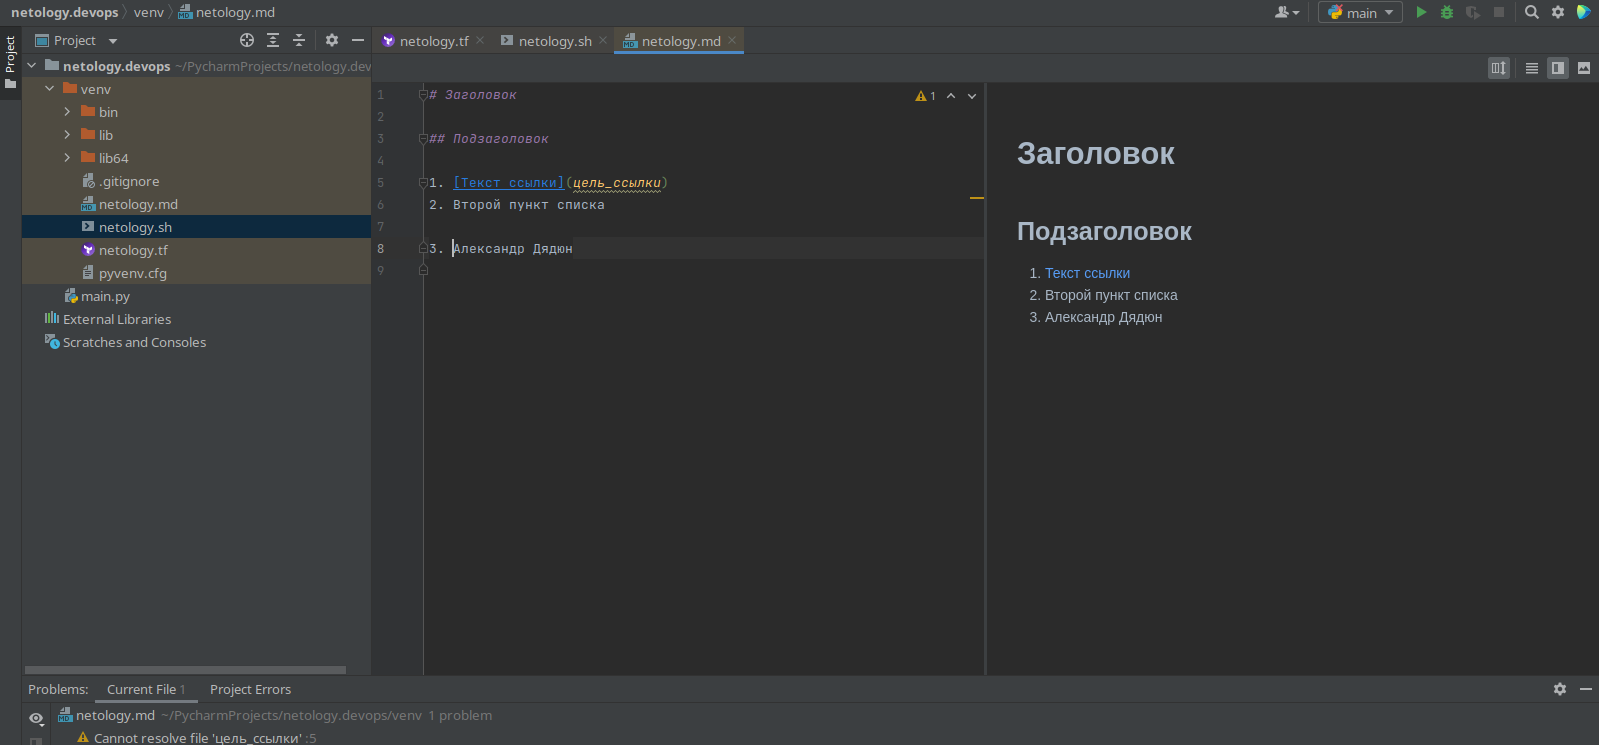 netology.devops venv netology.md
main
Project
Project
netology.tf
netology.sh
netology.md
netology.devops ~/PycharmProjects/netology.dev
venv
bin
lib
lib64
.gitignore
netology.md
netology.sh
netology.tf
pyvenv.cfg
main.py
External Libraries
Scratches and Consoles
1 # Заголовок
2
3 ## Подзаголовок
4
5 1. [Текст ссылки](цель_ссылки)
6 2. Второй пункт списка
7
8 3. Александр Дядюн
9
1
Заголовок
Подзаголовок
1. Текст ссылки
2. Второй пункт списка
3. Александр Дядюн
Problems: Current File 1 Project Errors
netology.md ~/PycharmProjects/netology.devops/venv 1 problem
Cannot resolve file 'цель_ссылки' :5